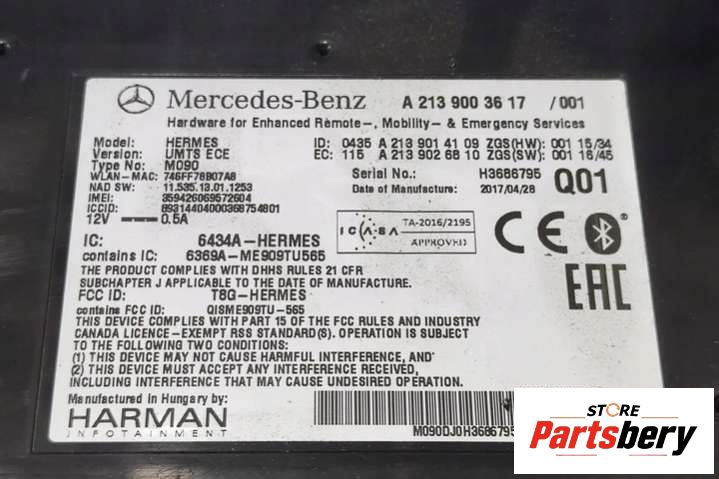 Mercedes-Benz A 213 900 36 17 /001
Hardware for Enhanced Remote-, Mobility- & Emergency Services
Model: HERMES ID: 0435 A 213 901 41 09 ZGS(HW): 001 15/34
Version: UMTS ECE EC: 115 A 213 902 68 10 ZGS(SW): 001 16/45
Type No: M090
WLAN-MAC: 746FF78B07A8 Serial No.: H3686795 Q01
NAD SW: 11.535.13.01.1253 Date of Manufacture: 2017/04/28
IMEI: 359426069572604
ICCID: 89314404000368754801
12V 0.5A
ICASA TA-2016/2195 APPROVED
CE
EAC
IC: 6434A-HERMES
contains IC: 6369A-ME909TU565
THE PRODUCT COMPLIES WITH DHHS RULES 21 CFR
SUBCHAPTER J APPLICABLE TO THE DATE OF MANUFACTURE.
FCC ID: T8G-HERMES
contains FCC ID: QISME909TU-565
THIS DEVICE COMPLIES WITH PART 15 OF THE FCC RULES AND INDUSTRY
CANADA LICENCE-EXEMPT RSS STANDARD(S). OPERATION IS SUBJECT
TO THE FOLLOWING TWO CONDITIONS:
(1) THIS DEVICE MAY NOT CAUSE HARMFUL INTERFERENCE, AND
(2) THIS DEVICE MUST ACCEPT ANY INTERFERENCE RECEIVED,
INCLUDING INTERFERENCE THAT MAY CAUSE UNDESIRED OPERATION.
Manufactured in Hungary by:
HARMAN
INFOTAINMENT
M090DJ0H3686795
STORE
Partsbery